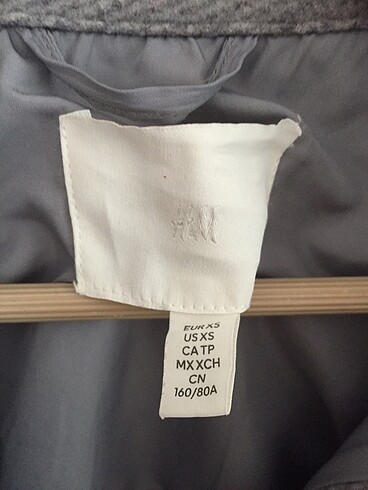 H&M
EUR XS
US XS
CA TP
MX XCH
CN
160/80A